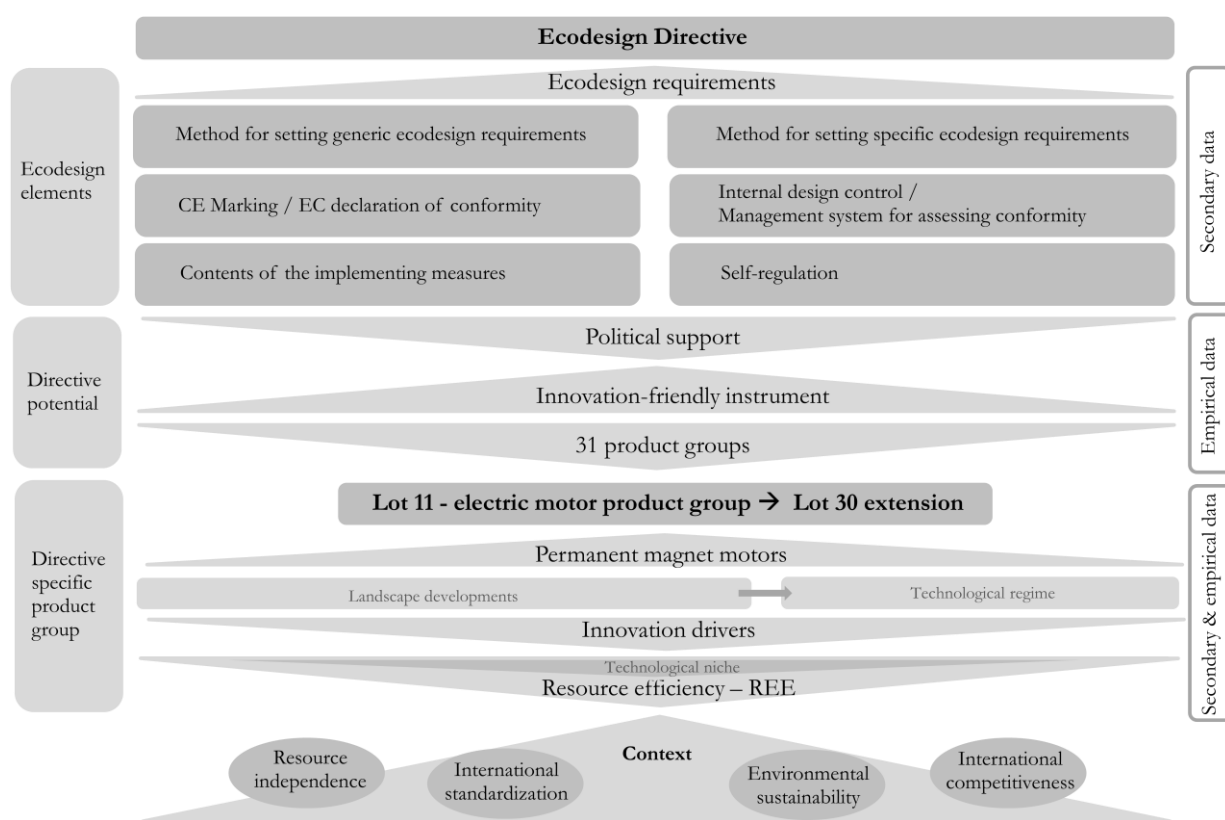 Ecodesign Directive
Ecodesign requirements
Ecodesign
elements
Method for setting generic ecodesign requirements
Method for setting specific ecodesign requirements
CE Marking / EC declaration of conformity
Internal design control /
Management system for assessing conformity
Contents of the implementing measures
Self-regulation
Secondary data
Directive
potential
Political support
Innovation-friendly instrument
31 product groups
Empirical data
Directive
specific
product
group
Lot 11 - electric motor product group → Lot 30 extension
Permanent magnet motors
Landscape developments
Technological regime
Innovation drivers
Technological niche
Resource efficiency – REE
Secondary & empirical data
Context
Resource
independence
International
standardization
Environmental
sustainability
International
competitiveness